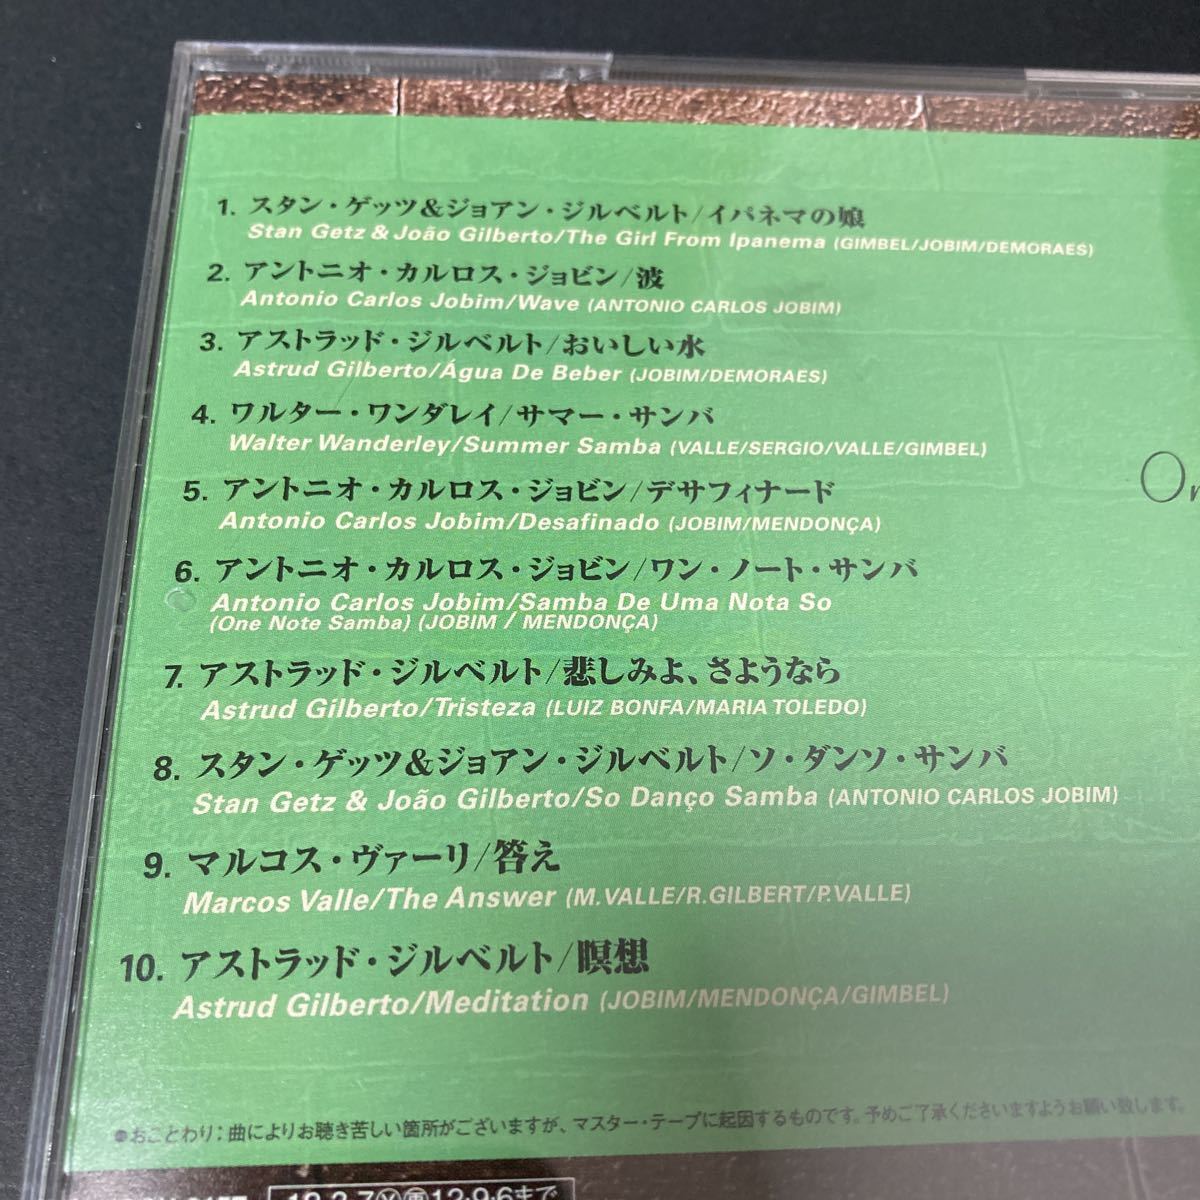 1. スタン・ゲッツ&ジョアン・ジルベルト/イパネマの娘
Stan Getz & João Gilberto/The Girl From Ipanema (GIMBEL/JOBIM/DEMORAES)
2. アントニオ・カルロス・ジョビン/波
Antonio Carlos Jobim/Wave (ANTONIO CARLOS JOBIM)
3. アストラッド・ジルベルト/おいしい水
Astrud Gilberto/Água De Beber (JOBIM/DEMORAES)
4. ワルター・ワンダレイ/サマー・サンバ
Walter Wanderley/Summer Samba (VALLE/SERGIO/VALLE/GIMBEL)
5. アントニオ・カルロス・ジョビン/デサフィナード
Antonio Carlos Jobim/Desafinado (JOBIM/MENDONÇA)
6. アントニオ・カルロス・ジョビン/ワン・ノート・サンバ
Antonio Carlos Jobim/Samba De Uma Nota So
(One Note Samba) (JOBIM / MENDONÇA)
7. アストラッド・ジルベルト/悲しみよ、さようなら
Astrud Gilberto/Tristeza (LUIZ BONFA/MARIA TOLEDO)
8. スタン・ゲッツ&ジョアン・ジルベルト/ソ・ダンソ・サンバ
Stan Getz & João Gilberto/So Danço Samba (ANTONIO CARLOS JOBIM)
9. マルコス・ヴァーリ/答え
Marcos Valle/The Answer (M.VALLE/R.GILBERT/P.VALLE)
10. アストラッド・ジルベルト/瞑想
Astrud Gilberto/Meditation (JOBIM/MENDONÇA/GIMBEL)
●おことわり：曲によりお聴き苦しい箇所がございますが、マスター・テープに起因するものです。予めご了承くださいますようお願い致します。
12・9・6まで